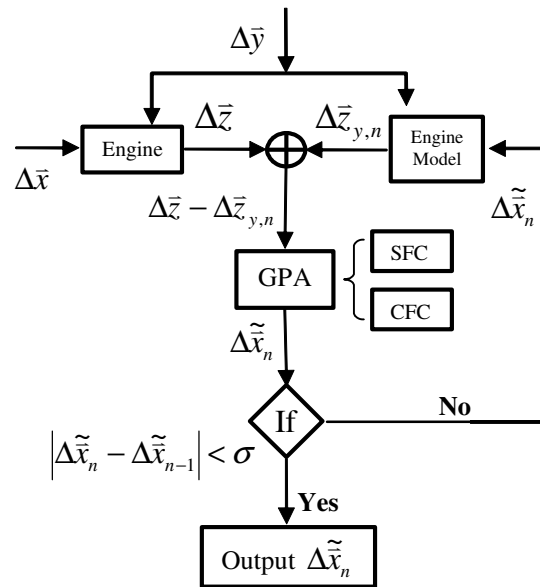 Δy⃗
Δz⃗
Δz⃗_{y,n}
Engine
Engine
Model
Δx⃗
Δx⃗̃_n
Δz⃗ − Δz⃗_{y,n}
GPA
SFC
CFC
Δx⃗̃_n
If
No
|Δx⃗̃_n − Δx⃗̃_{n−1}| < σ
Yes
Output Δx⃗̃_n